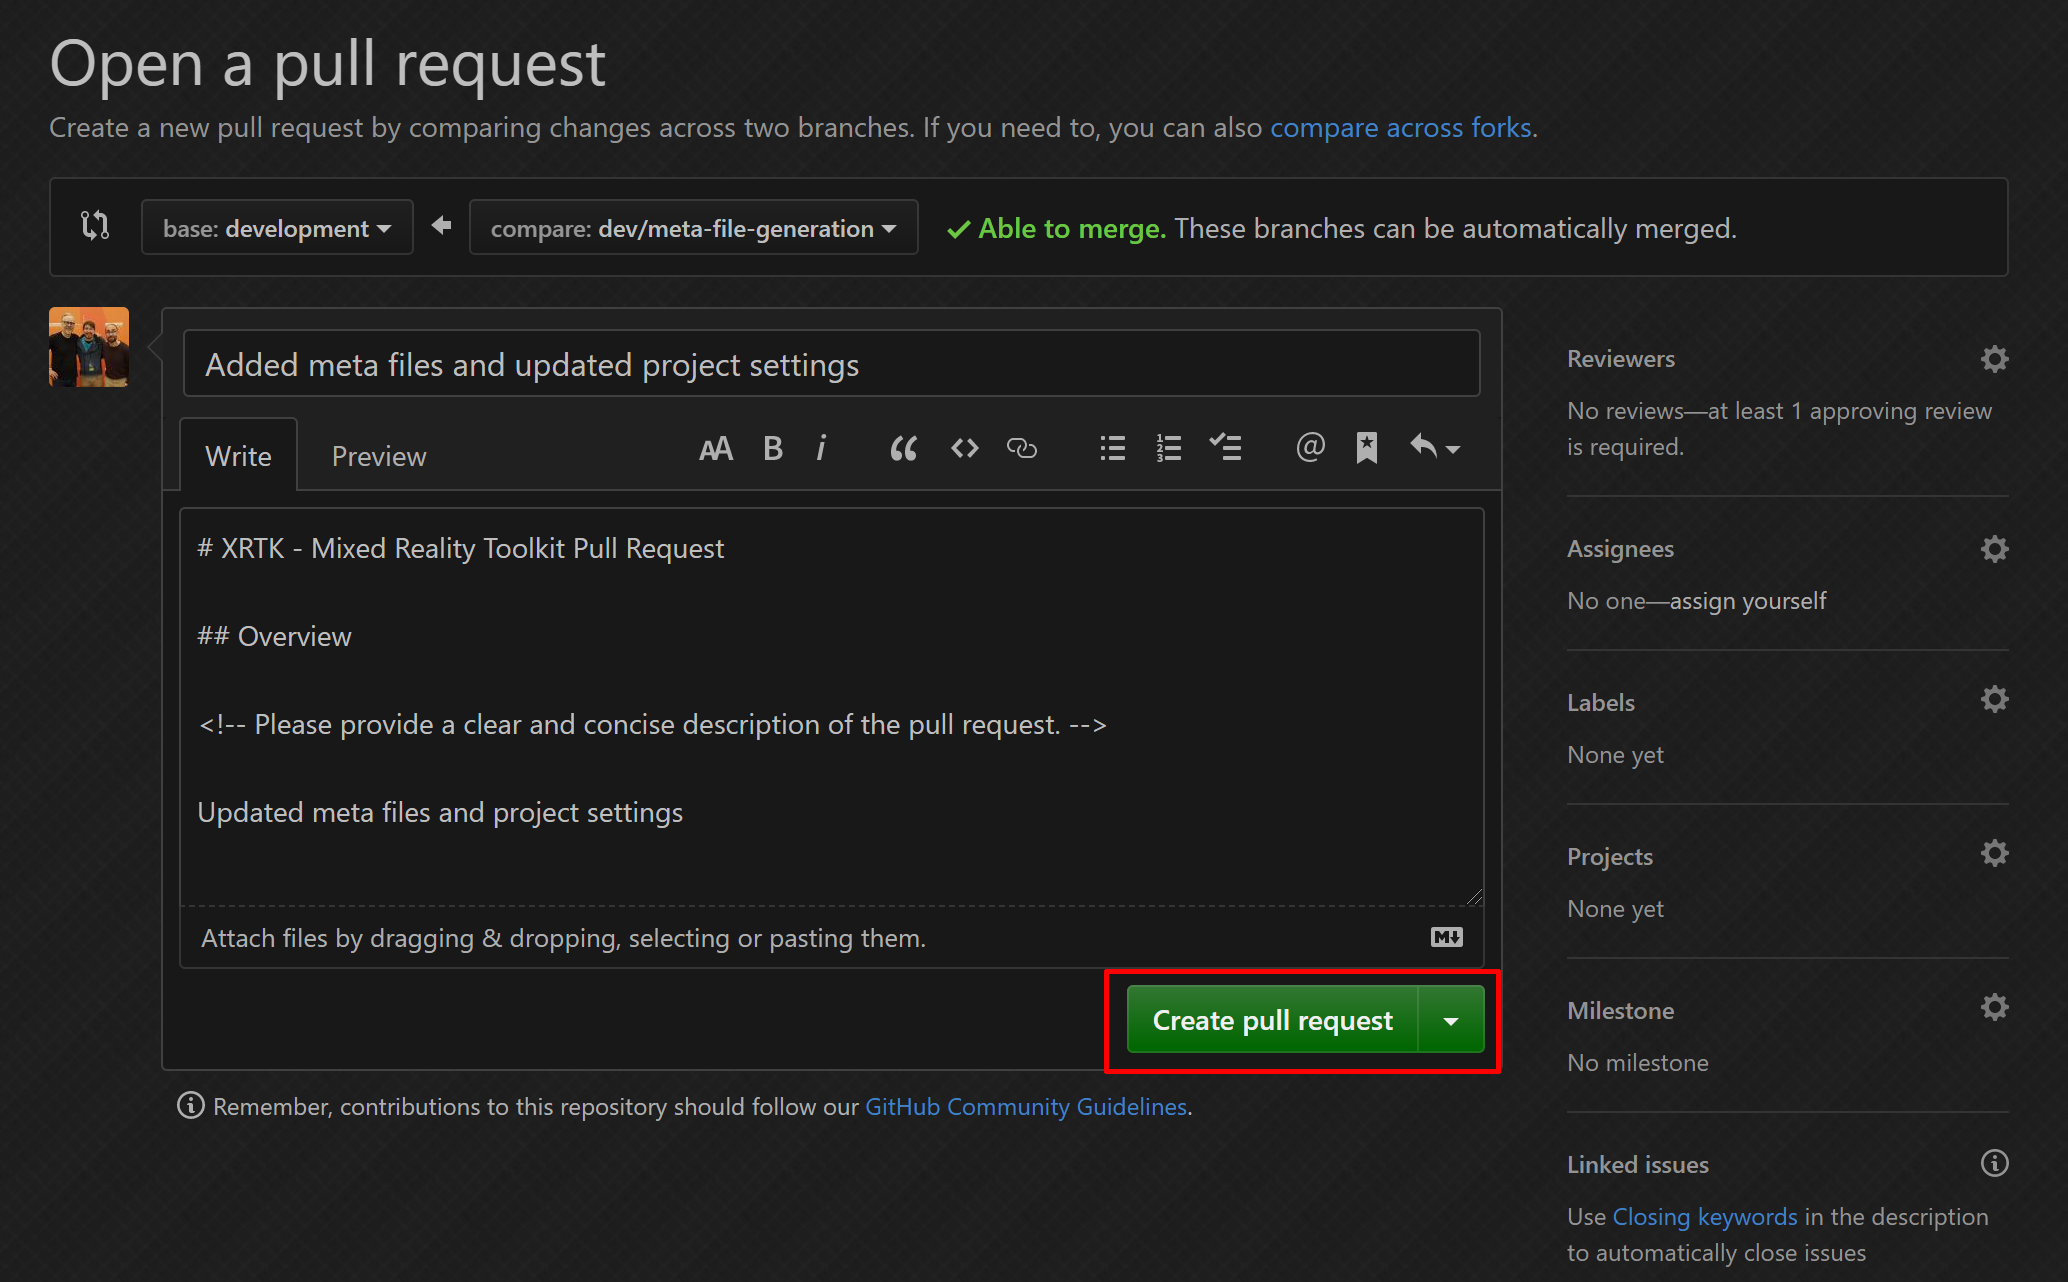 Open a pull request
Create a new pull request by comparing changes across two branches. If you need to, you can also compare across forks.
base: development
compare: dev/meta-file-generation
Able to merge. These branches can be automatically merged.
Added meta files and updated project settings
Write
Preview
AA B i
@
# XRTK - Mixed Reality Toolkit Pull Request
## Overview
<!-- Please provide a clear and concise description of the pull request. -->
Updated meta files and project settings
Attach files by dragging & dropping, selecting or pasting them.
M
Create pull request
Remember, contributions to this repository should follow our GitHub Community Guidelines.
Reviewers
No reviews—at least 1 approving review
is required.
Assignees
No one—assign yourself
Labels
None yet
Projects
None yet
Milestone
No milestone
Linked issues
Use Closing keywords in the description
to automatically close issues